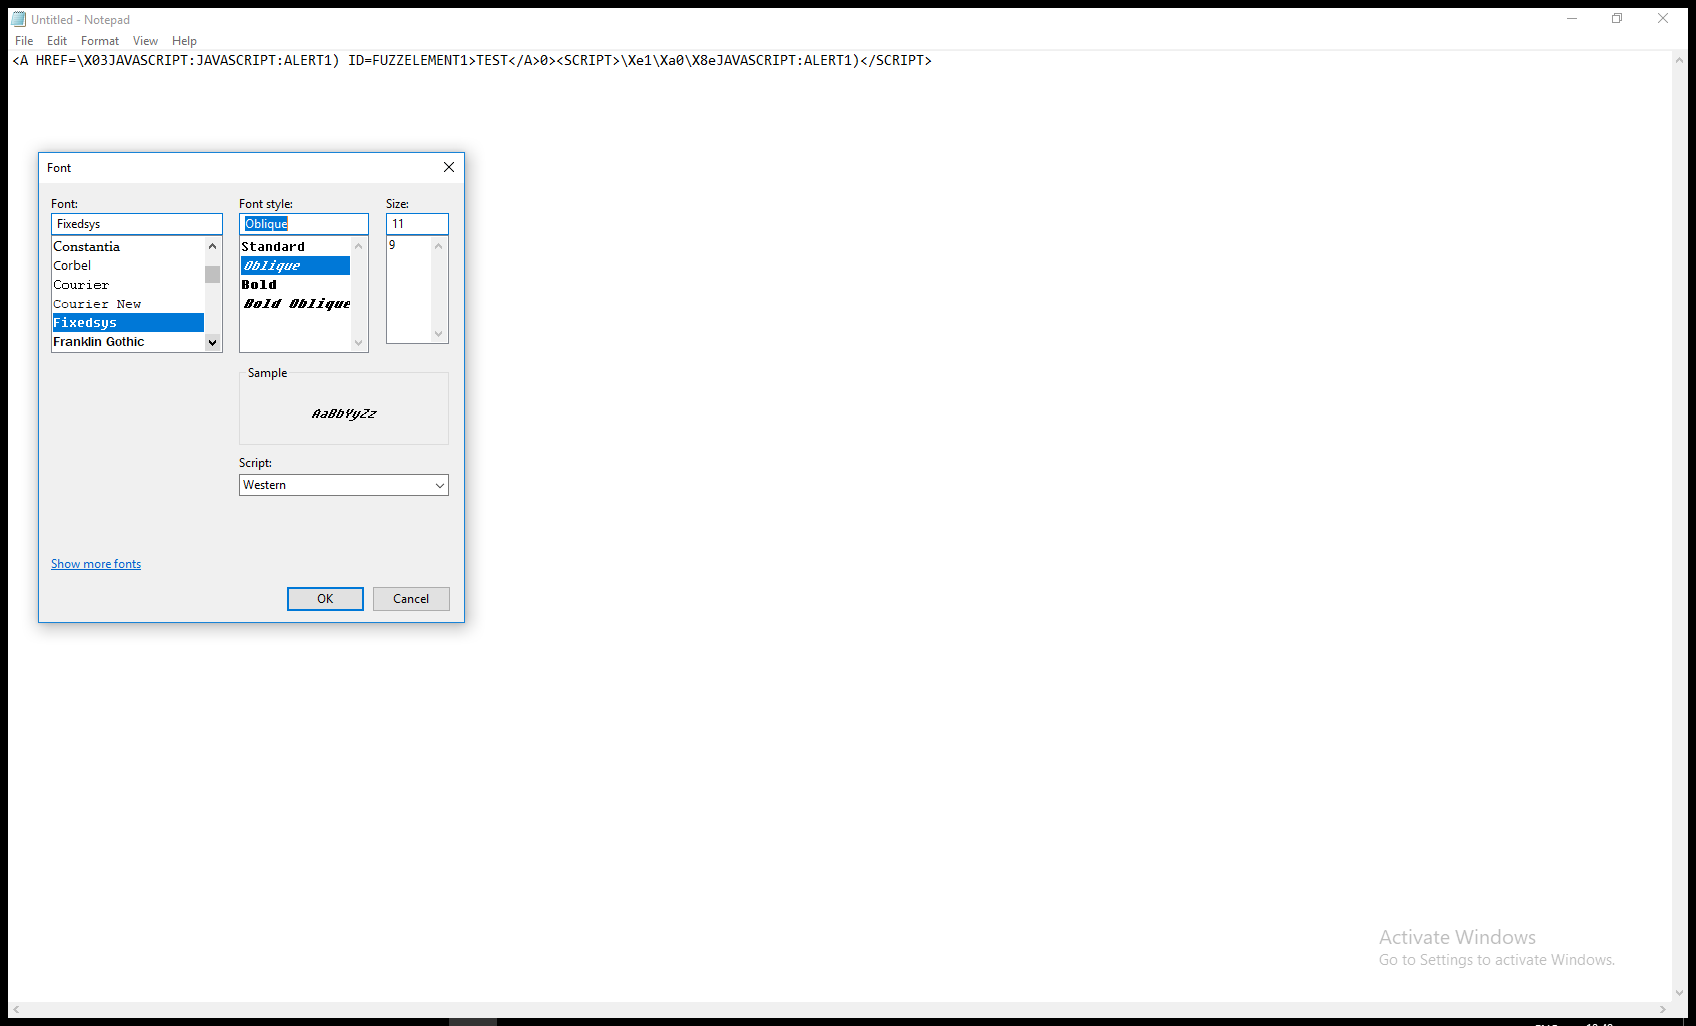 Untitled - Notepad
File Edit Format View Help
<A HREF=\X03JAVASCRIPT:JAVASCRIPT:ALERT1) ID=FUZZELEMENT1>TEST</A>0><SCRIPT>\Xe1\Xa0\X8eJAVASCRIPT:ALERT1)</SCRIPT>
Font
Font: Font style: Size:
Fixedsys Oblique 11
Constantia Standard 9
Corbel Oblique
Courier Bold
Courier New Bold Oblique
Fixedsys
Franklin Gothic
Sample
AaBbYyZz
Script:
Western
Show more fonts
OK Cancel
Activate Windows
Go to Settings to activate Windows.